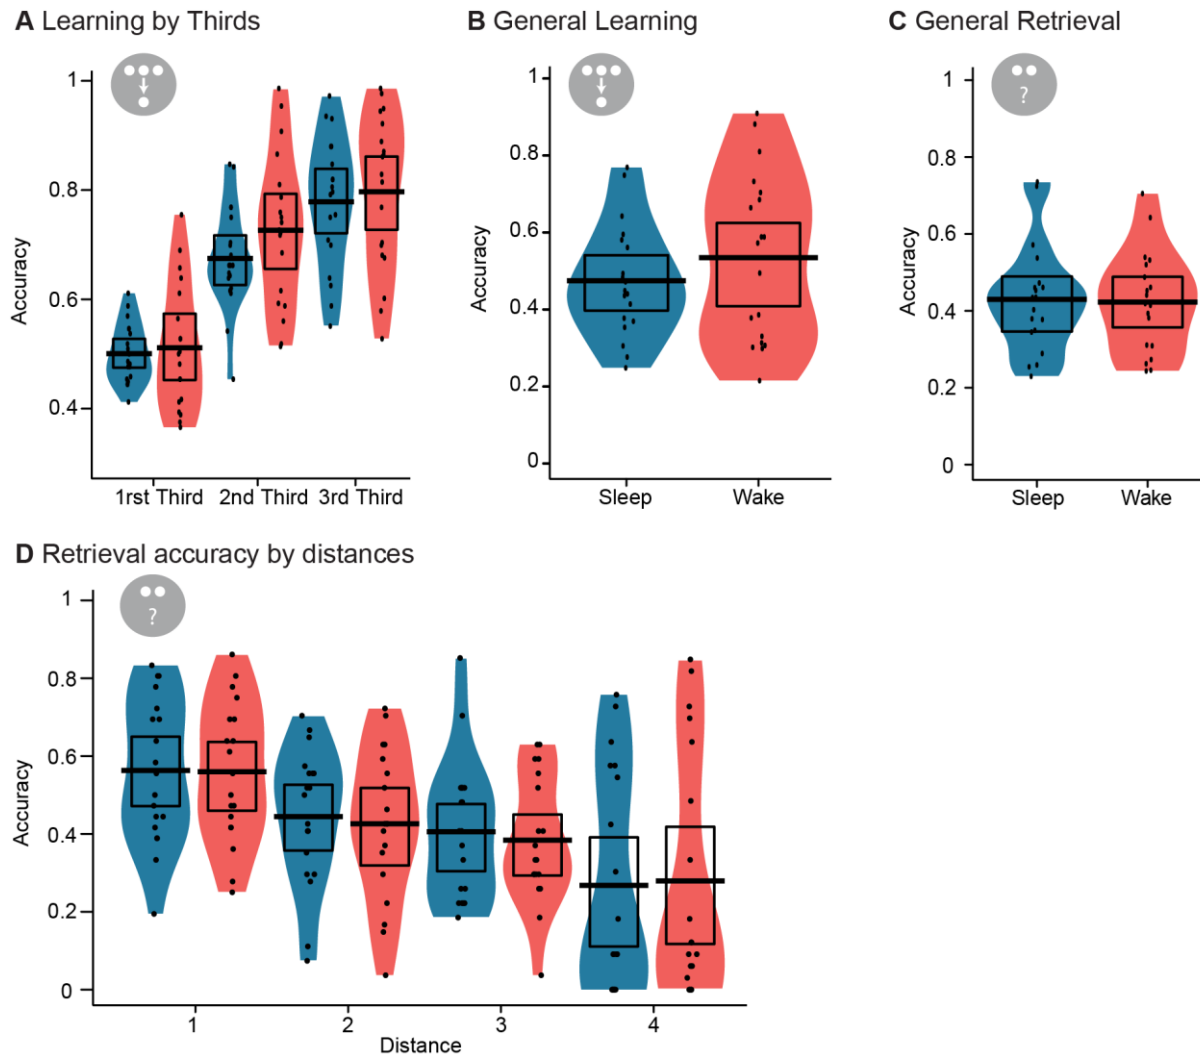 A Learning by Thirds
B General Learning
C General Retrieval
1
0.8
0.6
0.4
Accuracy
1rst Third
2nd Third
3rd Third
1
0.8
0.6
0.4
0.2
0
Accuracy
Sleep
Wake
?
1
0.8
0.6
0.4
0.2
0
Accuracy
Sleep
Wake
D Retrieval accuracy by distances
?
1
0.8
0.6
0.4
0.2
0
Accuracy
1
2
3
4
Distance